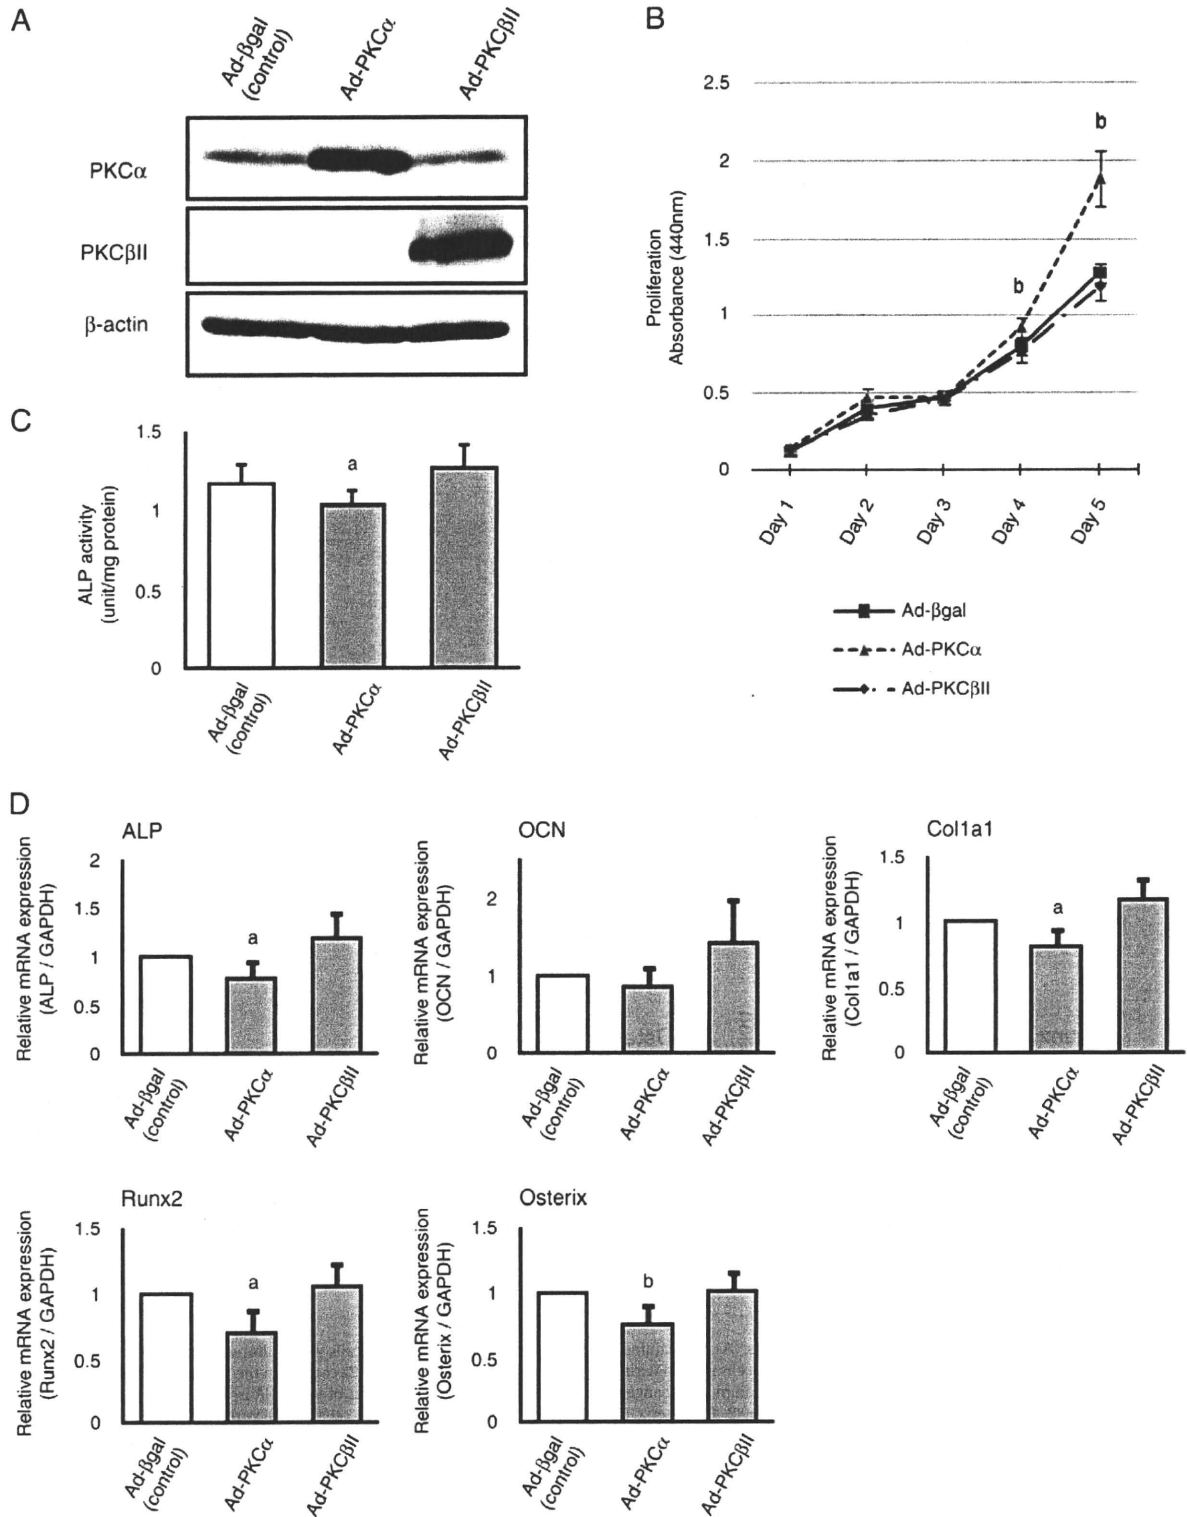 A
Ad-βgal
(control)
Ad-PKCα
Ad-PKCβII
PKCα
PKCβII
β-actin
B
Proliferation
Absorbance (440nm)
2.5
2
1.5
1
0.5
0
b
b
Day 1
Day 2
Day 3
Day 4
Day 5
Ad-βgal
Ad-PKCα
Ad-PKCβII
C
ALP activity
(unit/mg protein)
1.5
1
0.5
0
a
Ad-βgal
(control)
Ad-PKCα
Ad-PKCβII
D
ALP
Relative mRNA expression
(ALP / GAPDH)
2
1.5
1
0.5
0
a
Ad-βgal
(control)
Ad-PKCα
Ad-PKCβII
OCN
Relative mRNA expression
(OCN / GAPDH)
2
1
0
Ad-βgal
(control)
Ad-PKCα
Ad-PKCβII
Col1a1
Relative mRNA expression
(Col1a1 / GAPDH)
1.5
1
0.5
0
a
Ad-βgal
(control)
Ad-PKCα
Ad-PKCβII
Runx2
Relative mRNA expression
(Runx2 / GAPDH)
1.5
1
0.5
0
a
Ad-βgal
(control)
Ad-PKCα
Ad-PKCβII
Osterix
Relative mRNA expression
(Osterix / GAPDH)
1.5
1
0.5
0
b
Ad-βgal
(control)
Ad-PKCα
Ad-PKCβII